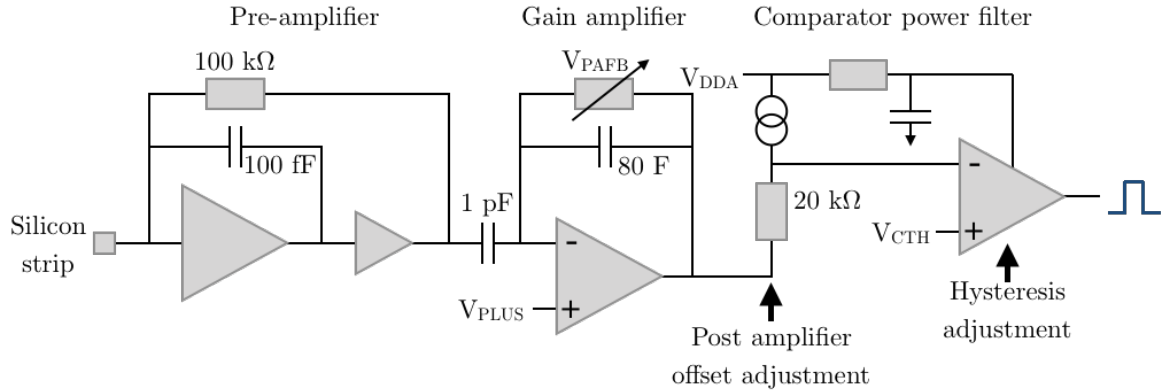 Pre-amplifier
Gain amplifier
Comparator power filter
100 kΩ
100 fF
Silicon
strip
1 pF
VPAFB
80 F
VPLUS
-
+
VDDA
20 kΩ
VCTH
-
+
Post amplifier
offset adjustment
Hysteresis
adjustment